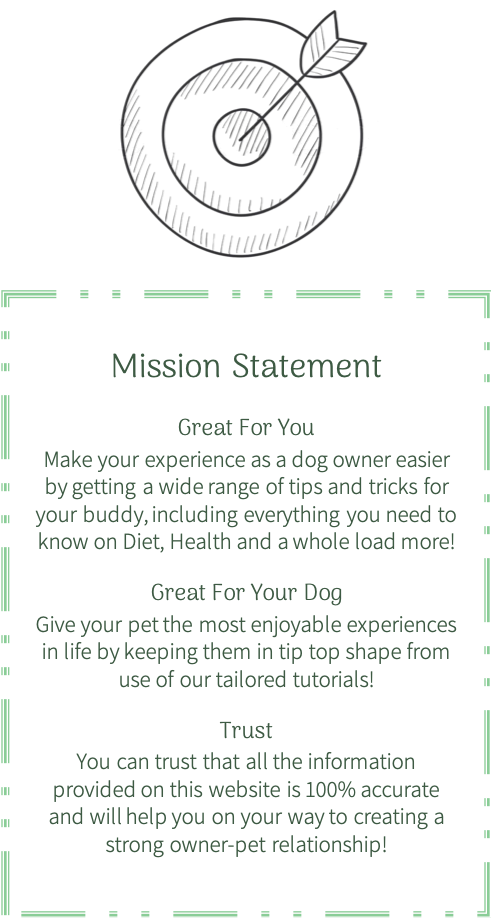 Mission Statement
Great For You
Make your experience as a dog owner easier
by getting a wide range of tips and tricks for
your buddy, including everything you need to
know on Diet, Health and a whole load more!
Great For Your Dog
Give your pet the most enjoyable experiences
in life by keeping them in tip top shape from
use of our tailored tutorials!
Trust
You can trust that all the information
provided on this website is 100% accurate
and will help you on your way to creating a
strong owner-pet relationship!